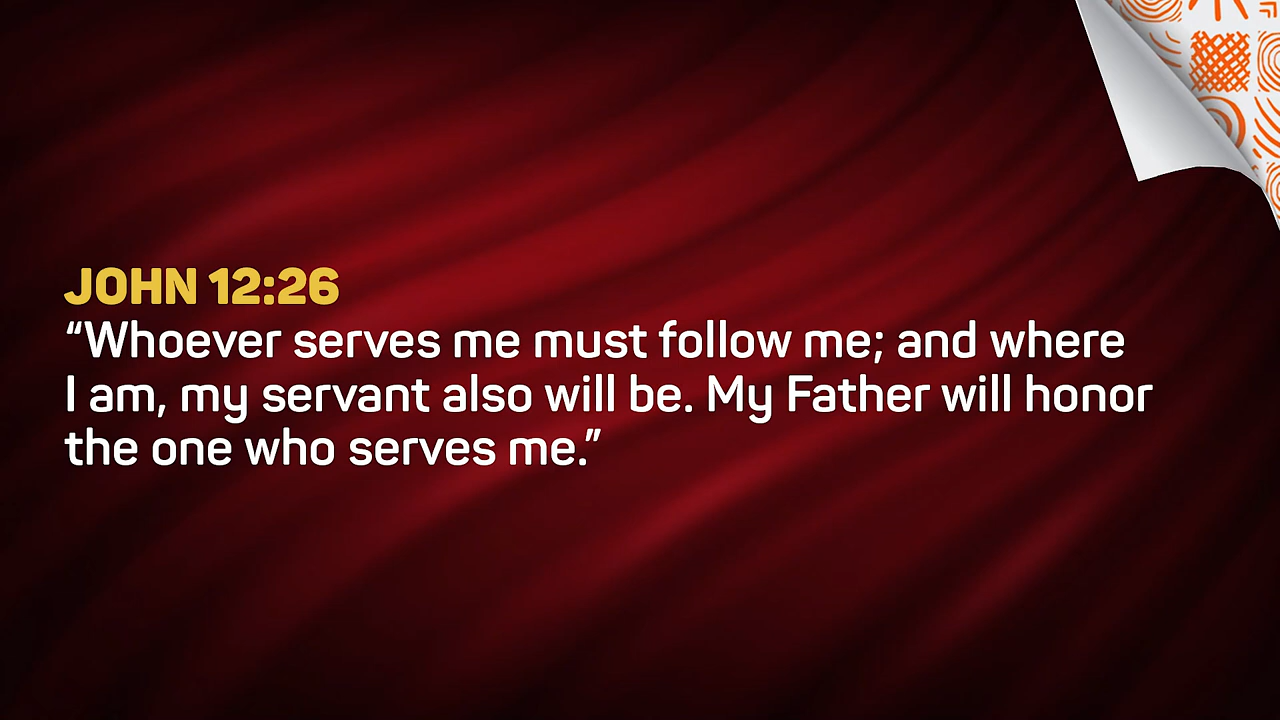 JOHN 12:26
“Whoever serves me must follow me; and where
I am, my servant also will be. My Father will honor
the one who serves me.”